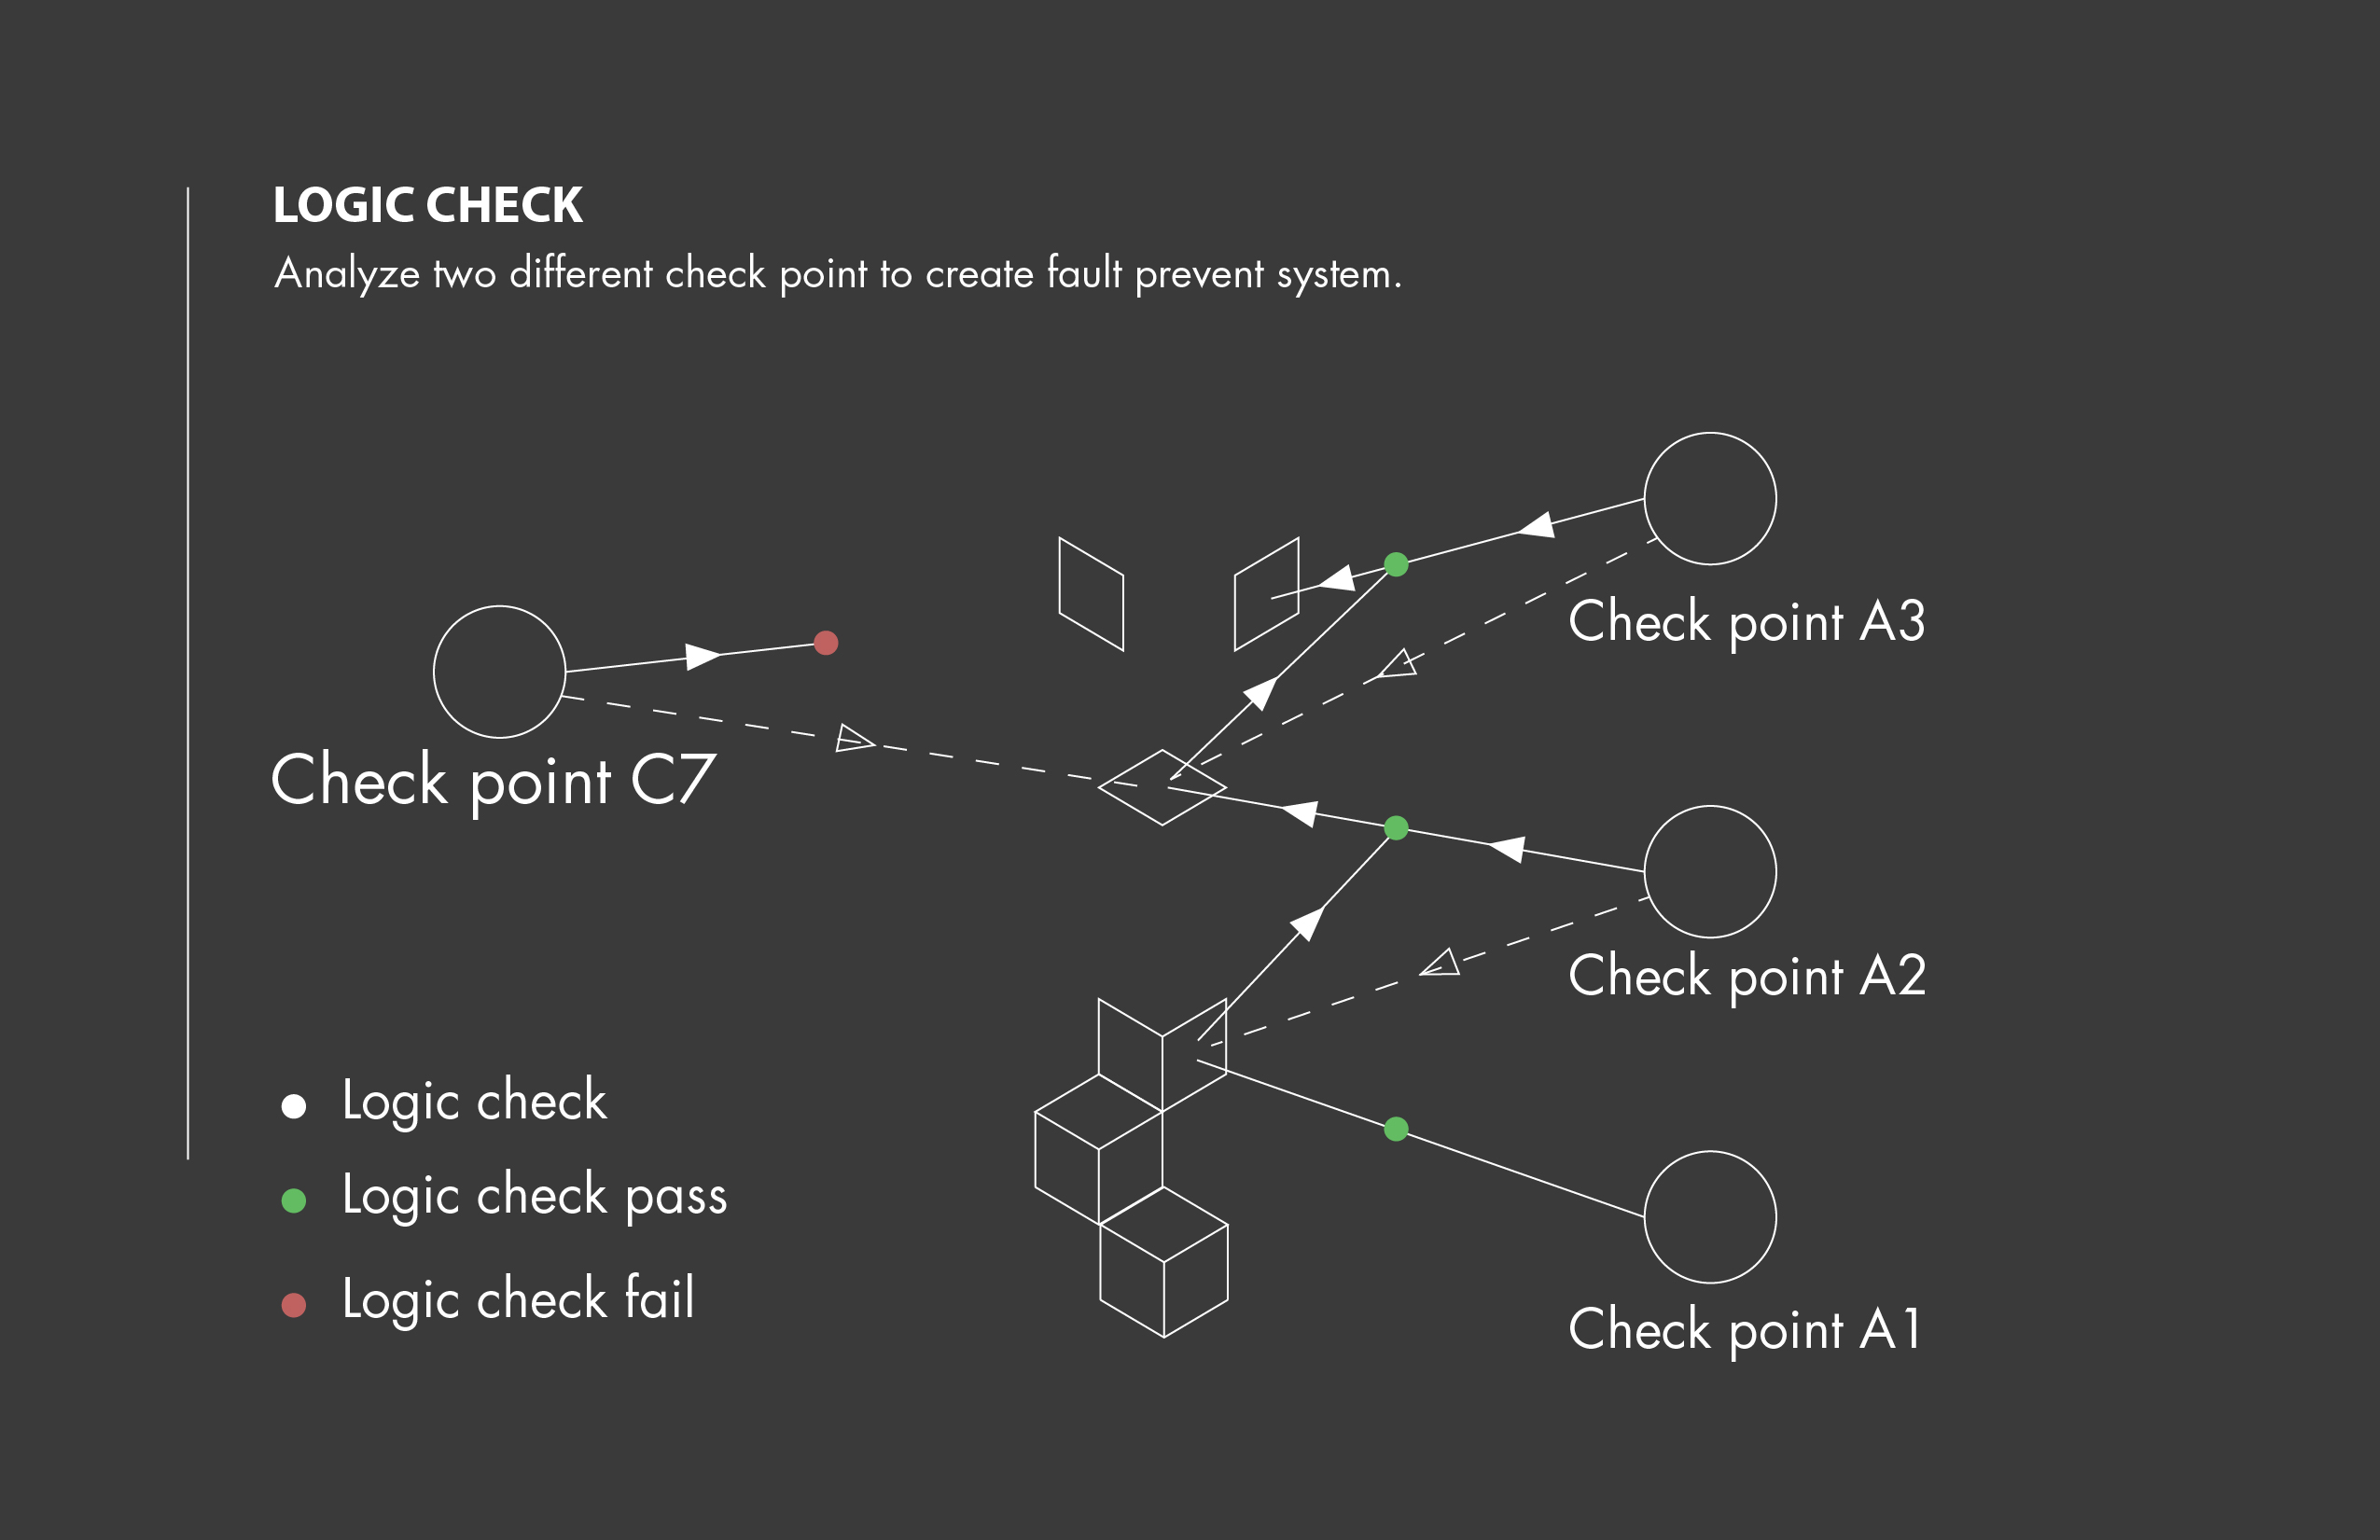 LOGIC CHECK
Analyze two different check point to create fault prevent system.
Check point A3
Check point C7
Check point A2
Logic check
Logic check pass
Logic check fail
Check point A1